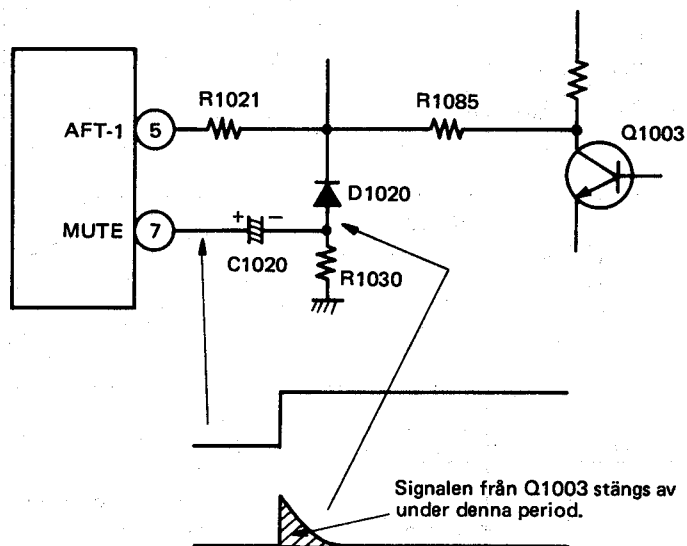 R1021
R1085
AFT-1
5
Q1003
D1020
MUTE
7
+
−
C1020
R1030
Signalen från Q1003 stängs av
under denna period.